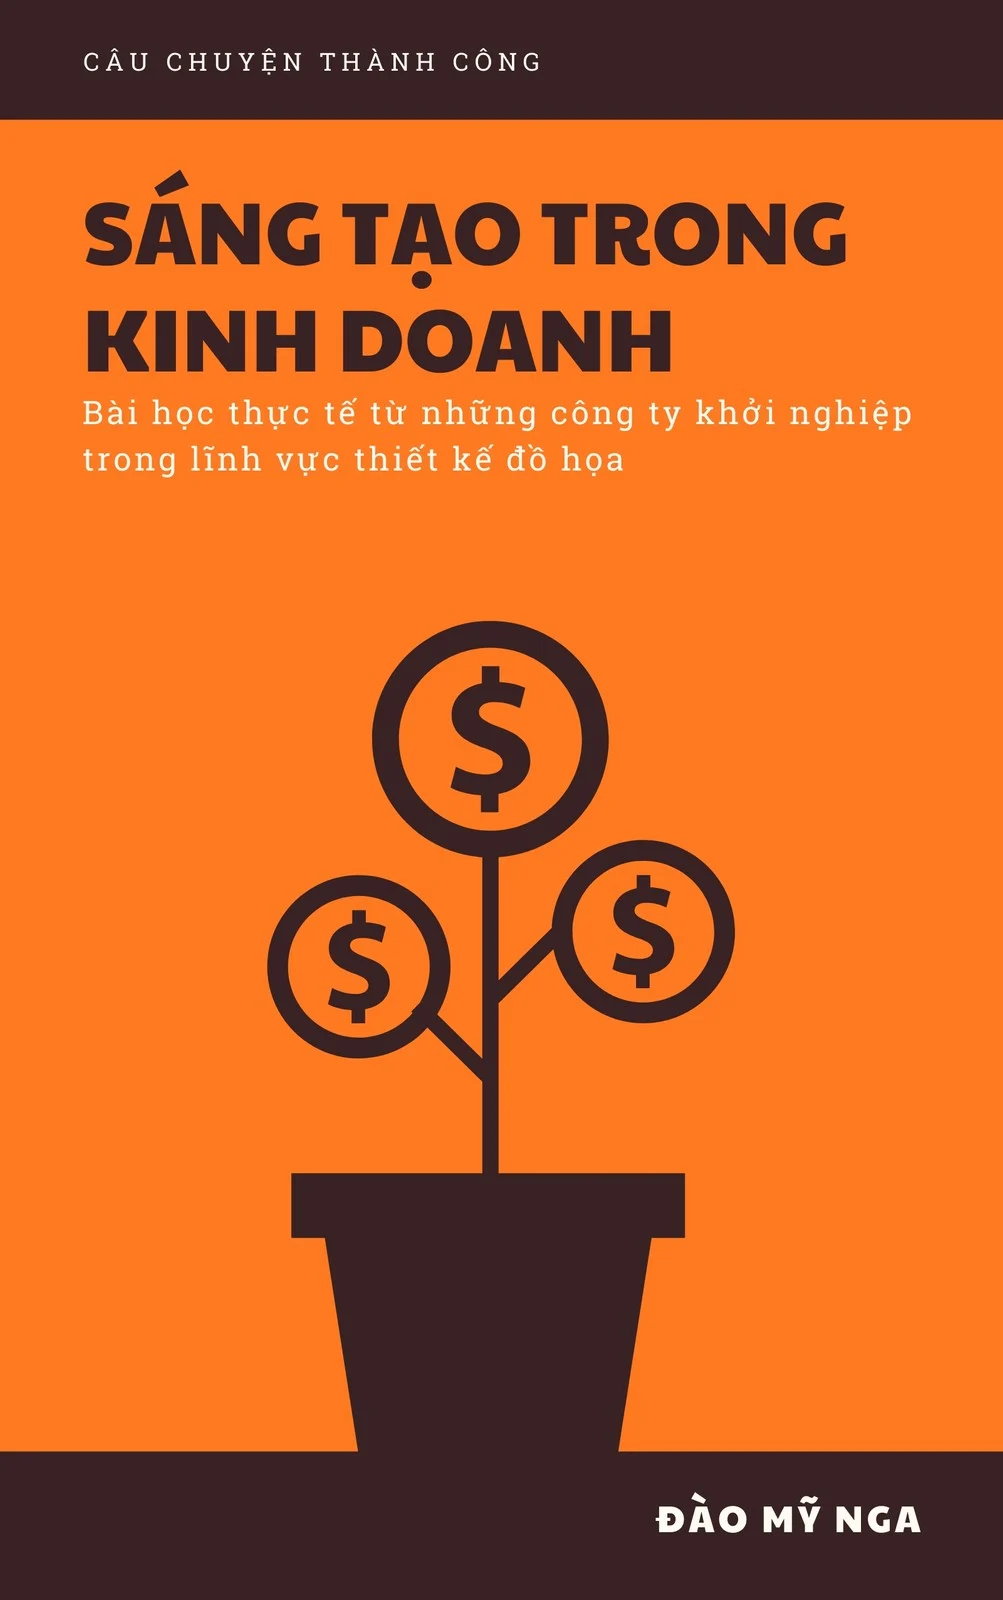 CÂU CHUYỆN THÀNH CÔNG
SÁNG TẠO TRONG
KINH DOANH
Bài học thực tế từ những công ty khởi nghiệp
trong lĩnh vực thiết kế đồ họa
$
$
$
ĐÀO MỸ NGA